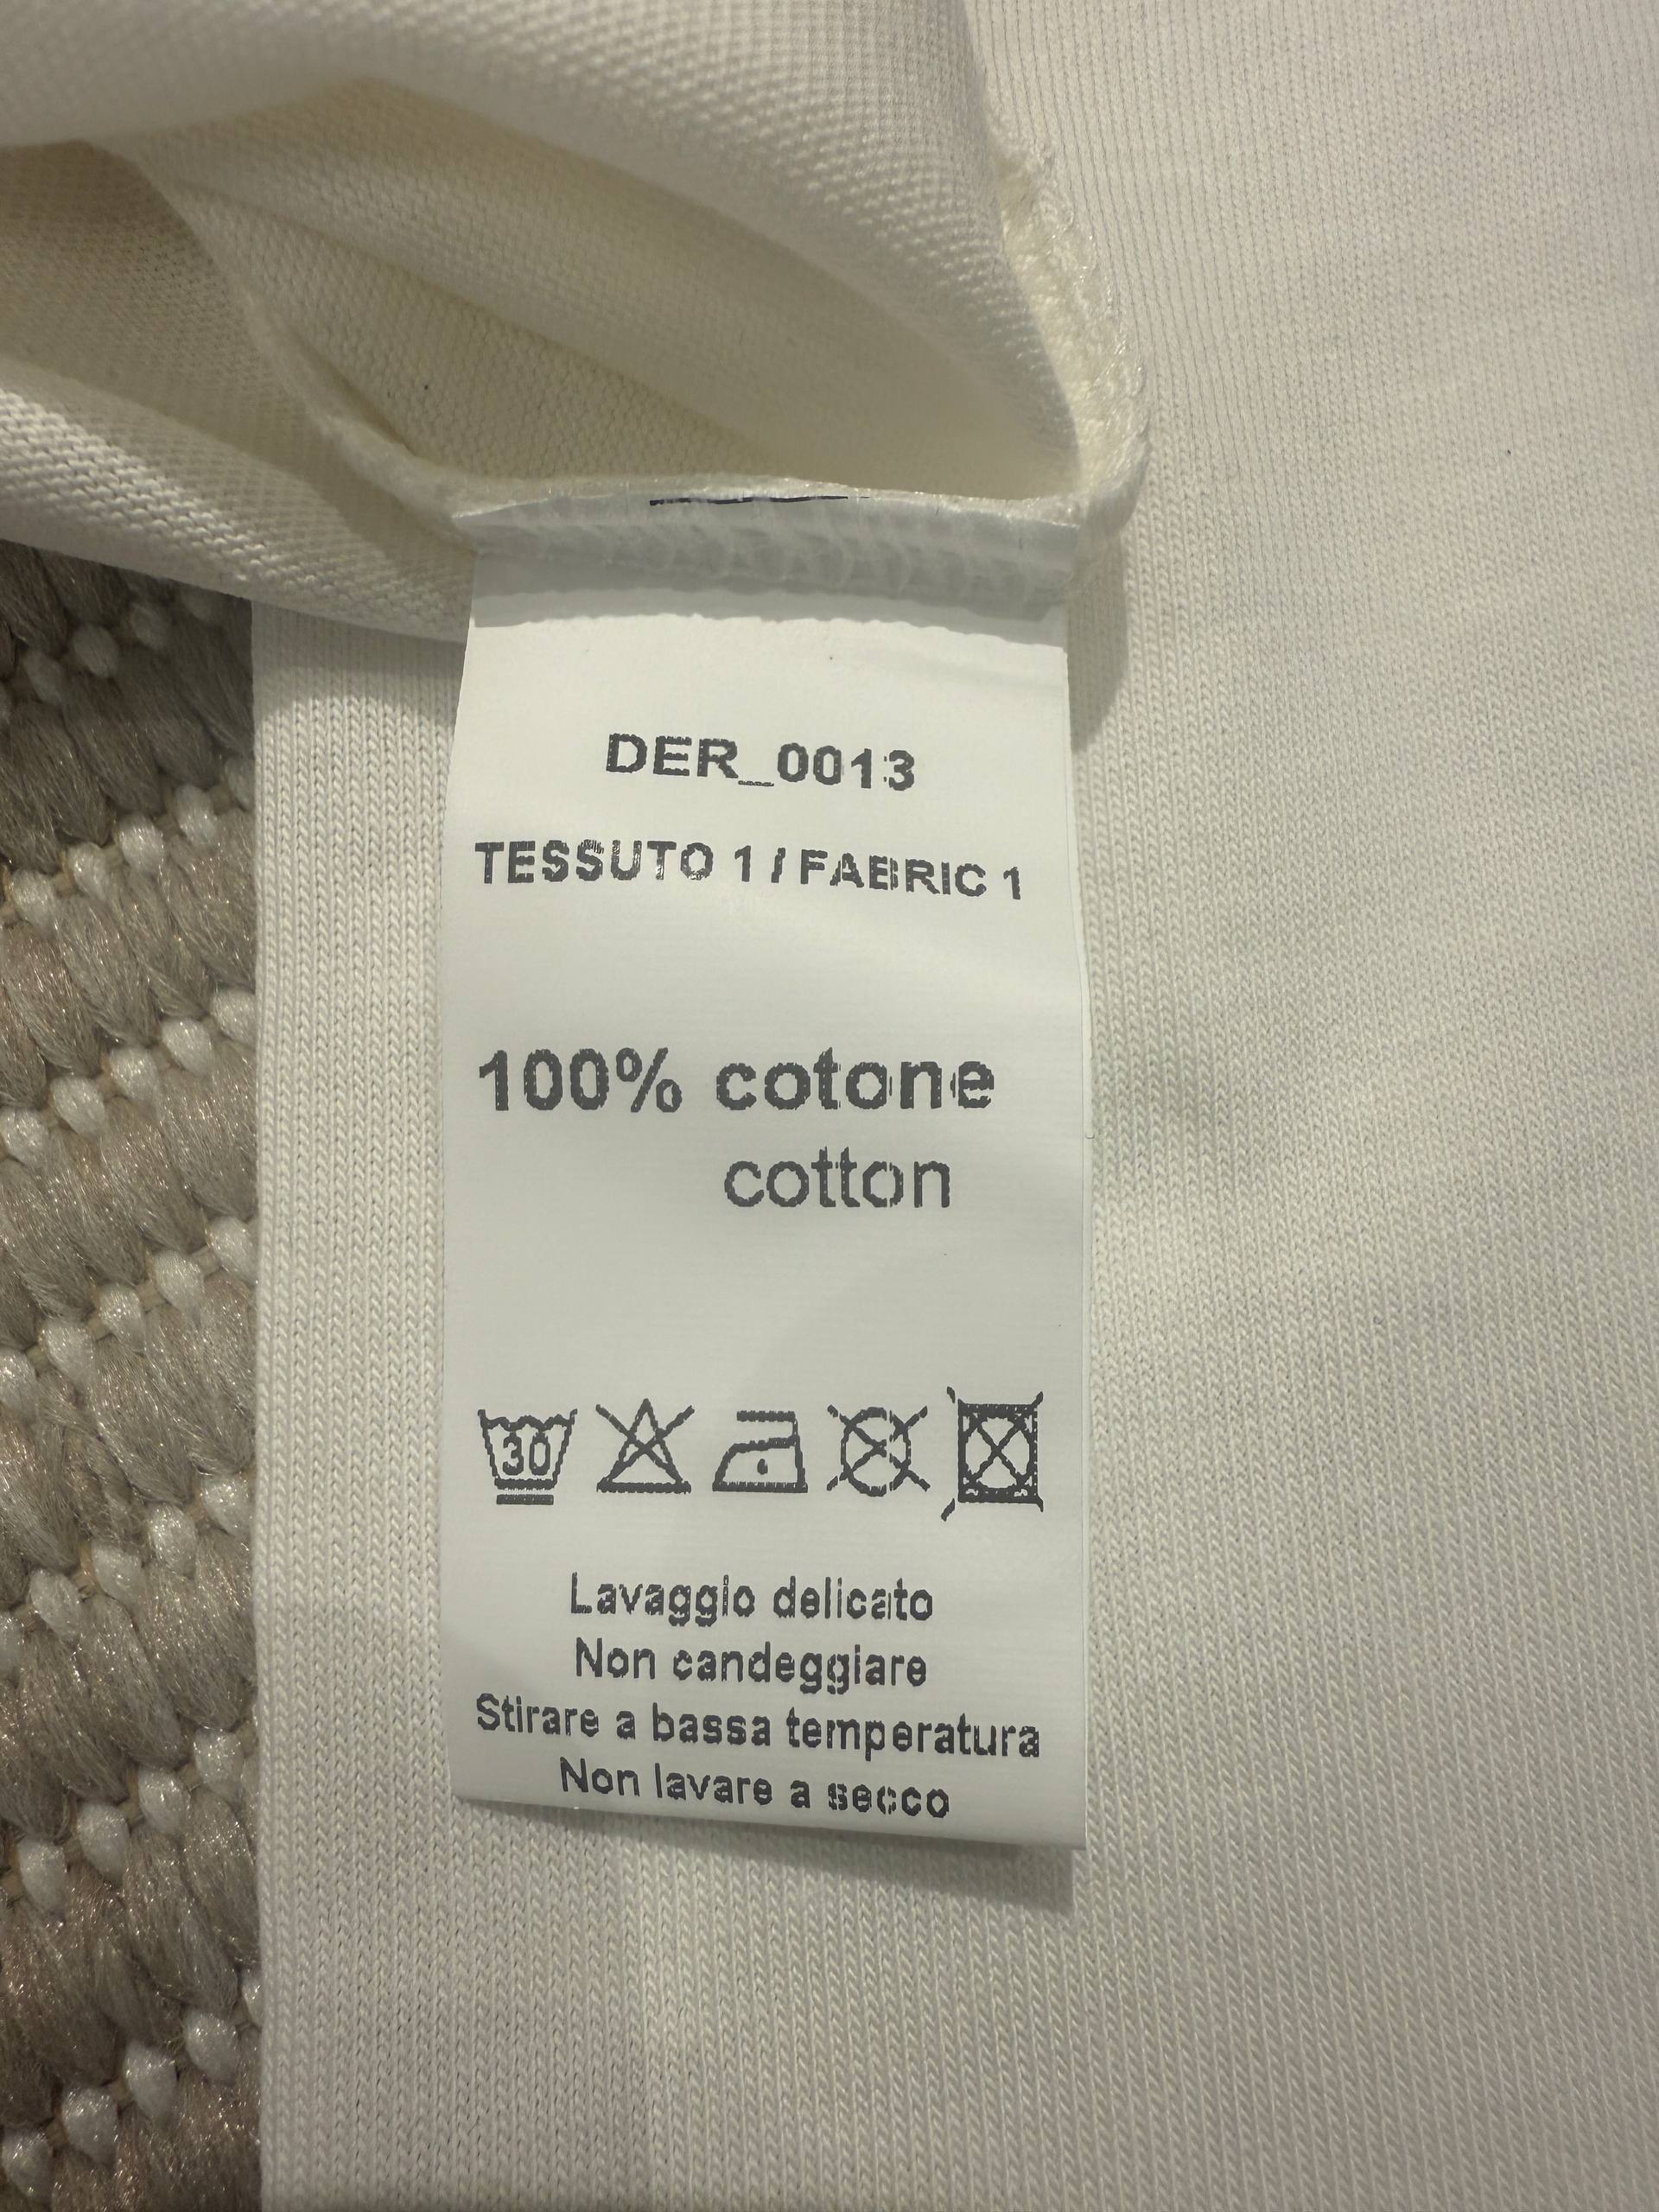 DER_0013
TESSUTO 1 / FABRIC 1
100% cotone
cotton
30
Lavaggio delicato
Non candeggiare
Stirare a bassa temperatura
Non lavare a secco